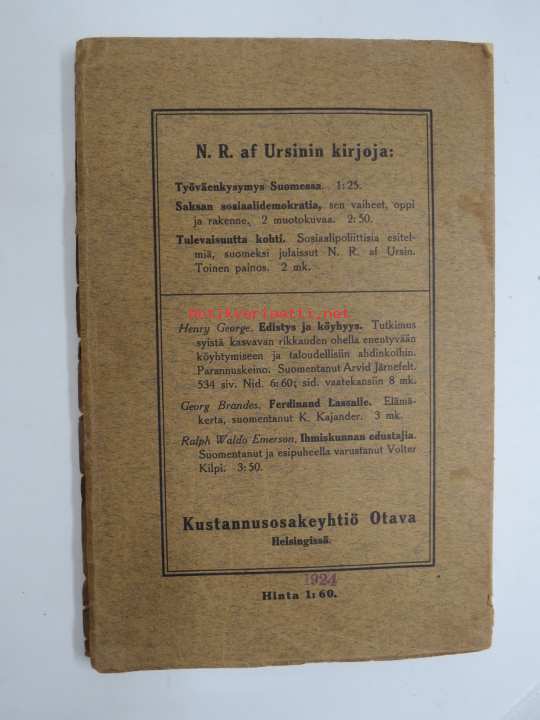 N. R. af Ursinin kirjoja:
Työväenkysymys Suomessa. 1:25.
Saksan sosiaalidemokratia, sen vaiheet, oppi
ja rakenne. 2 muotokuvaa. 2:50.
Tulevaisuutta kohti. Sosiaalipoliittisia esitel-
miä, suomeksi julaissut N. R. af Ursin.
Toinen painos. 2 mk.
antiikverkaatti.net
Henry George, Edistys ja köyhyys. Tutkimus
syistä kasvavan rikkauden ohella enentyvään
köyhtymiseen ja taloudellisiin ahdinkoihin.
Parannuskeino. Suomentanut Arvid Järnefelt.
534 siv. Nid. 6:60; sid. vaatekansiin 8 mk.
Georg Brandes, Ferdinand Lassalle. Elämä-
kerta, suomentanut K. Kajander. 3 mk.
Ralph Waldo Emerson, Ihmiskunnan edustajia.
Suomentanut ja esipuheella varustanut Volter
Kilpi. 3:50.
Kustannusosakeyhtiö Otava
Helsingissä.
1924
Hinta 1:60.